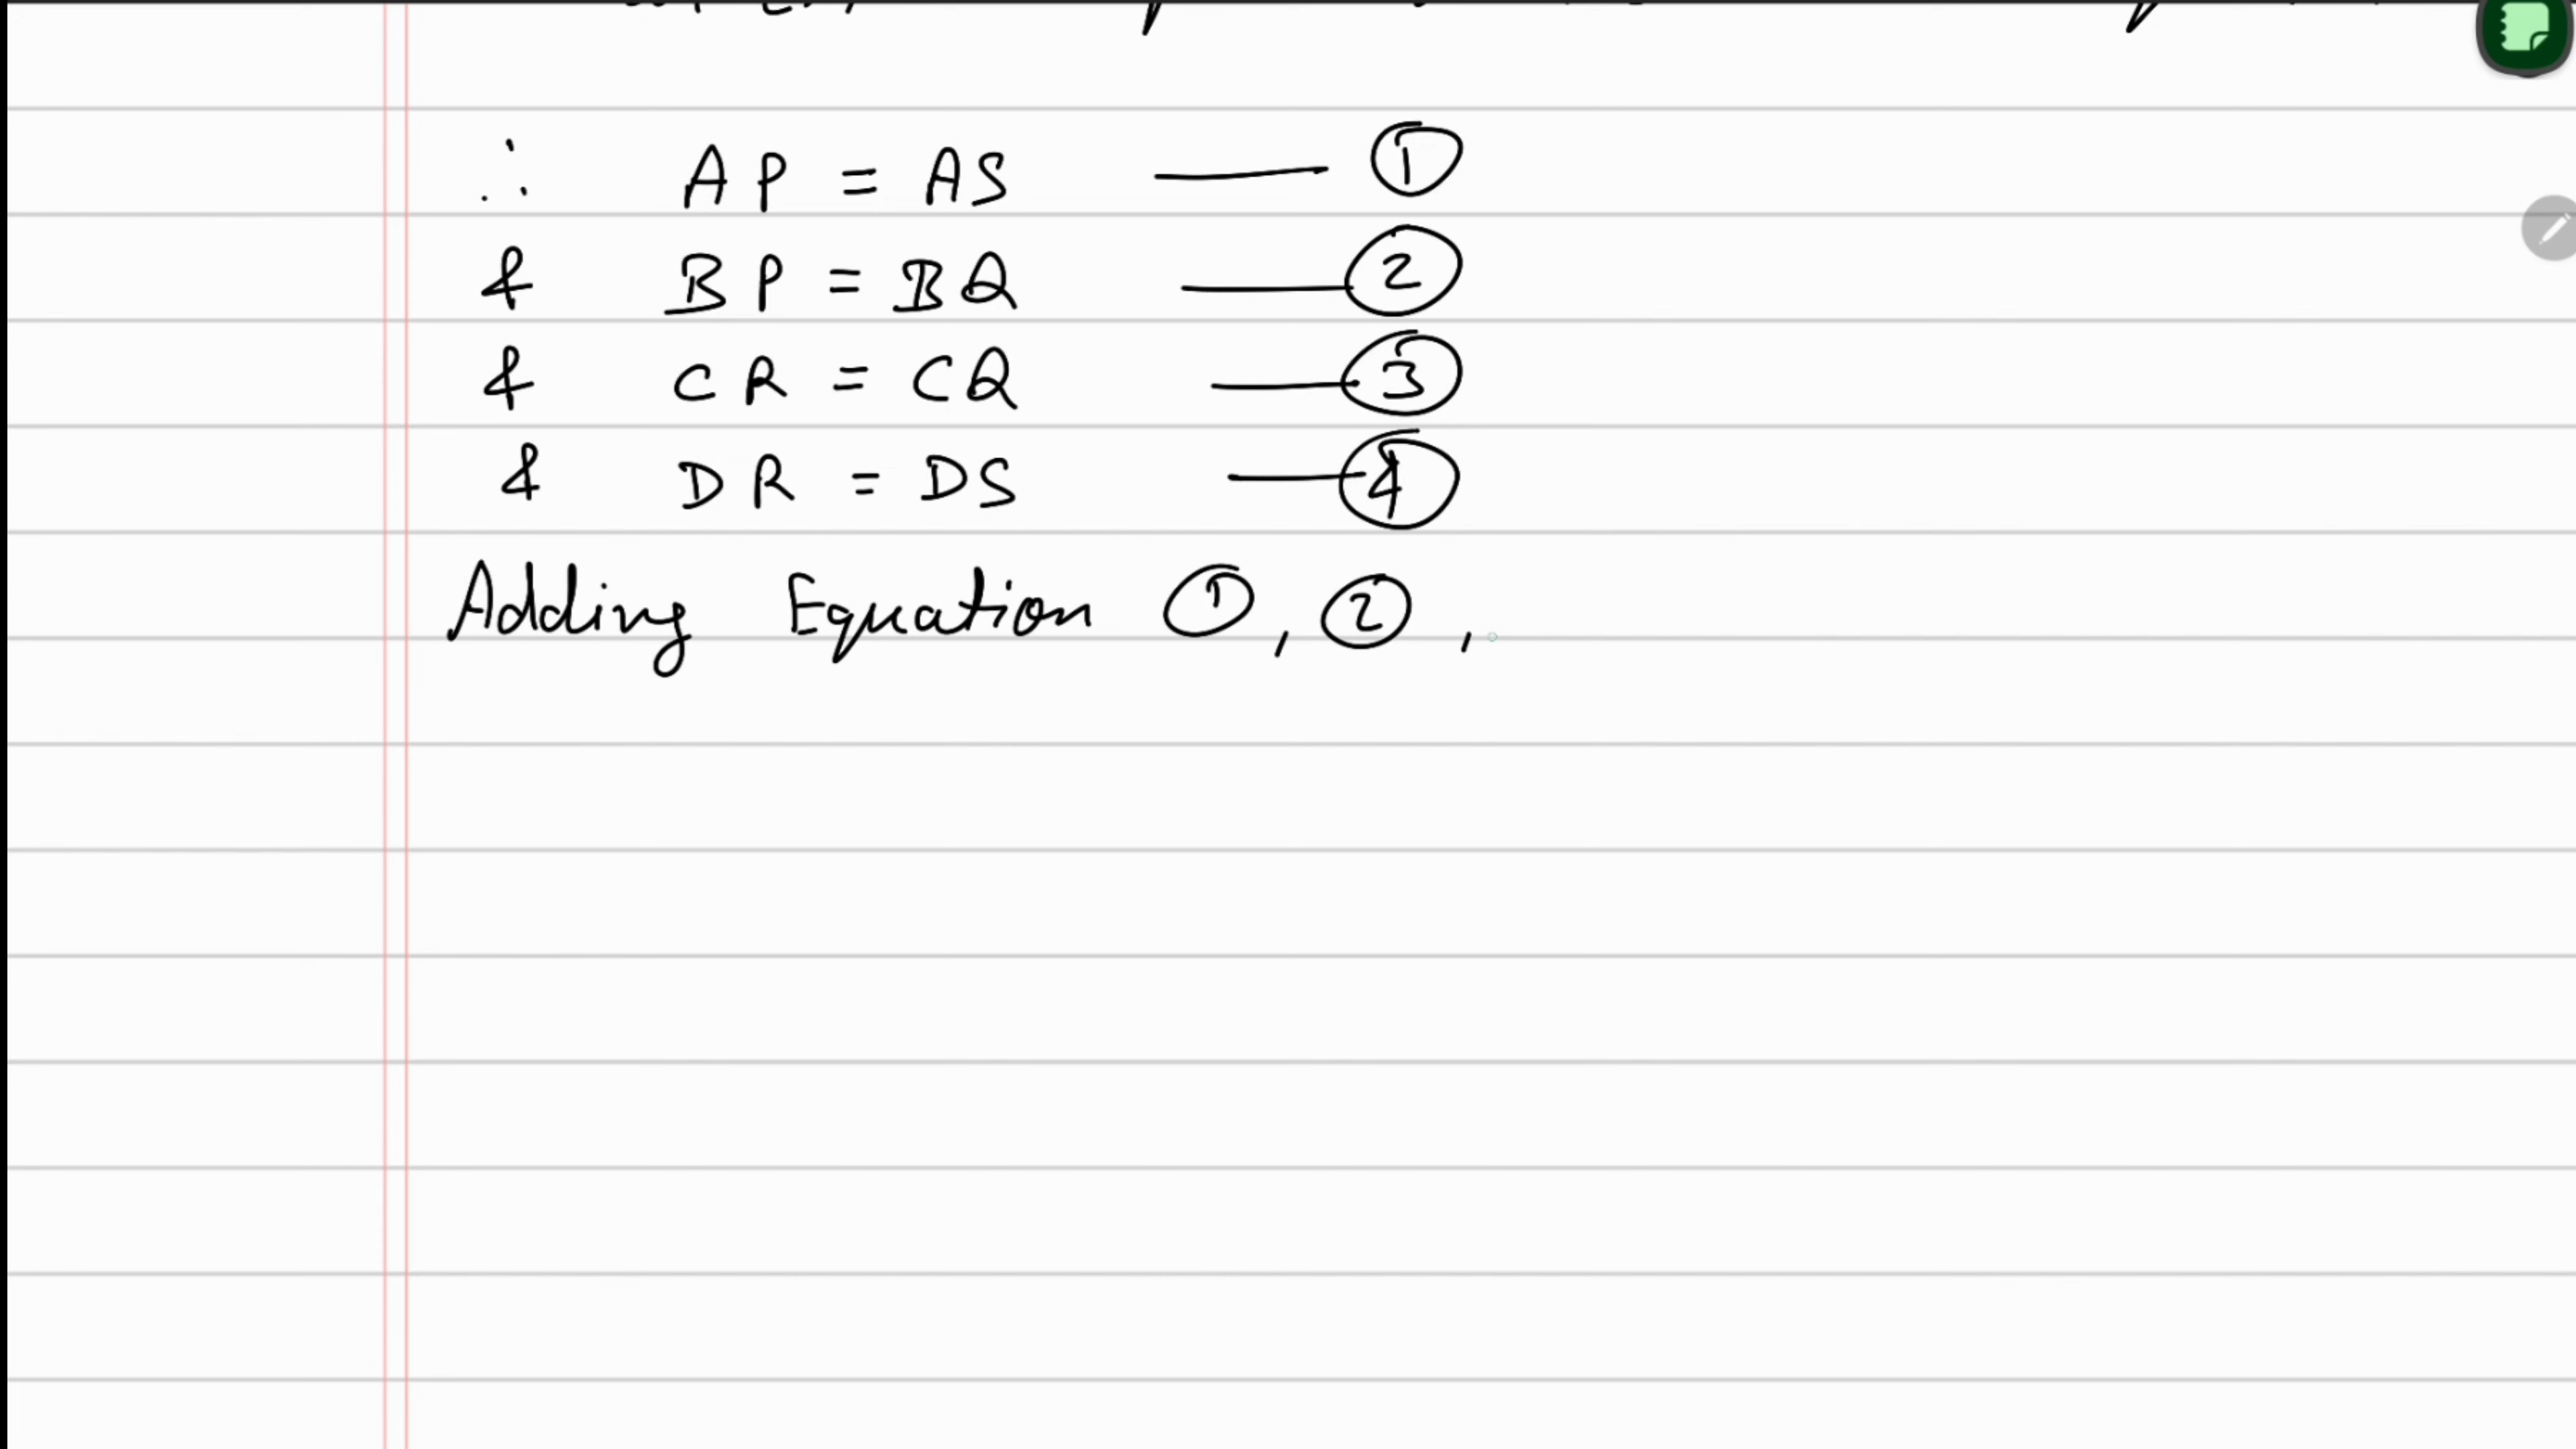 ∴ AP = AS —— ①
& BP = BQ —— ②
& CR = CQ —— ③
& DR = DS —— ④
Adding Equation ①, ②,